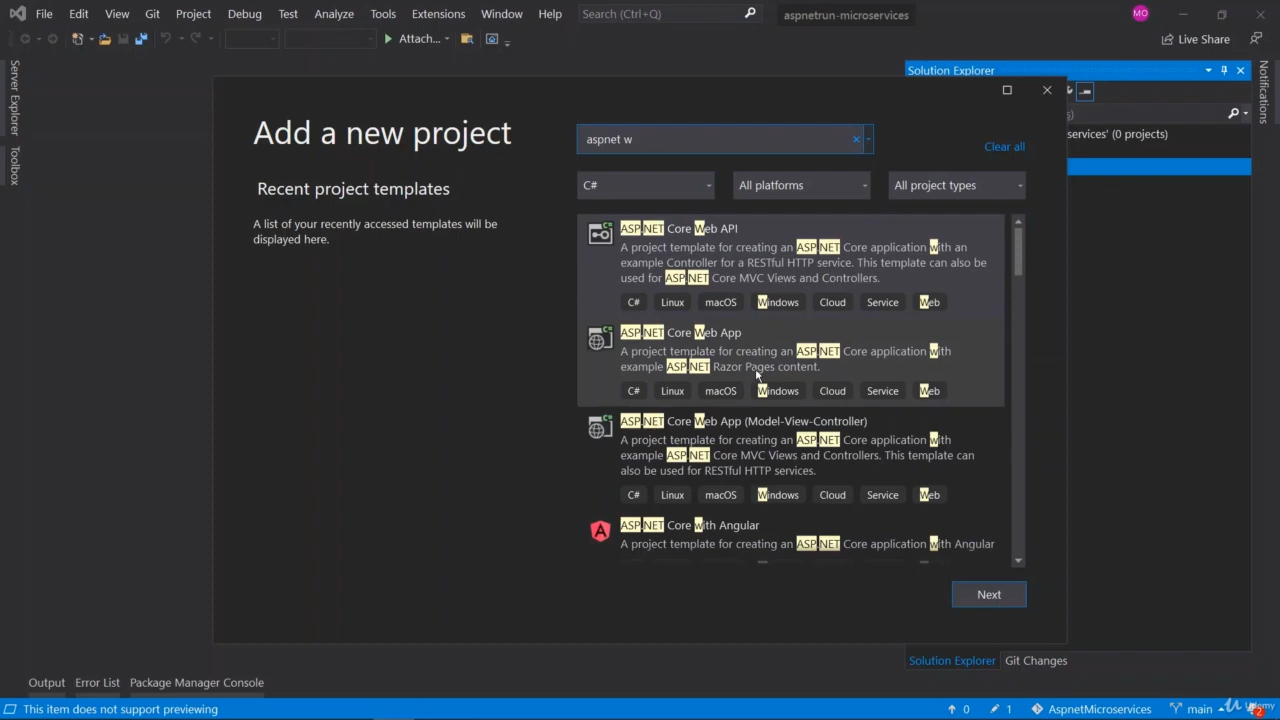 File Edit View Git Project Debug Test Analyze Tools Extensions Window Help Search (Ctrl+Q) aspnetrun-microservices MO
Attach... Live Share
Server Explorer
Toolbox
Solution Explorer
Notifications
services' (0 projects)
Add a new project
aspnet w
Clear all
Recent project templates
A list of your recently accessed templates will be
displayed here.
C# All platforms All project types
ASP.NET Core Web API
A project template for creating an ASP.NET Core application with an
example Controller for a RESTful HTTP service. This template can also be
used for ASP.NET Core MVC Views and Controllers.
C# Linux macOS Windows Cloud Service Web
ASP.NET Core Web App
A project template for creating an ASP.NET Core application with
example ASP.NET Razor Pages content.
C# Linux macOS Windows Cloud Service Web
ASP.NET Core Web App (Model-View-Controller)
A project template for creating an ASP.NET Core application with
example ASP.NET Core MVC Views and Controllers. This template can
also be used for RESTful HTTP services.
C# Linux macOS Windows Cloud Service Web
ASP.NET Core with Angular
A project template for creating an ASP.NET Core application with Angular
Next
Solution Explorer Git Changes
Output Error List Package Manager Console
This item does not support previewing
0 1 AspnetMicroservices main 2
Udemy